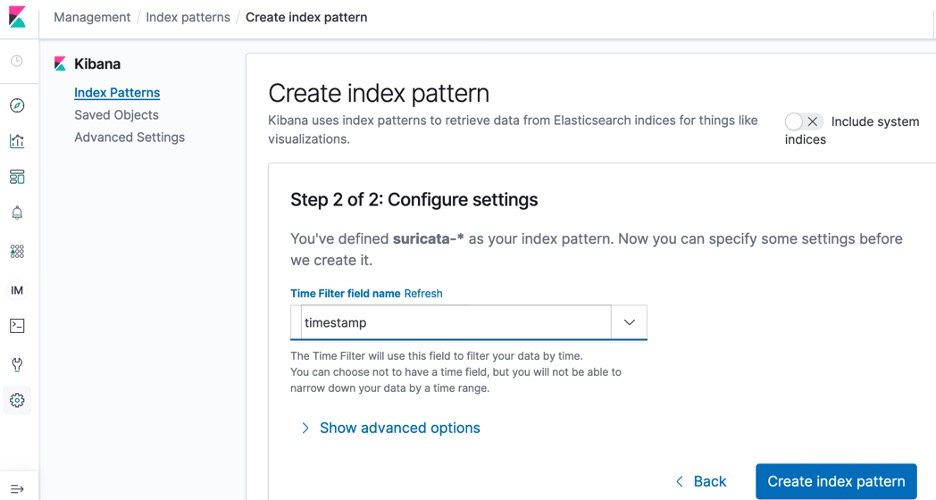 Management / Index patterns / Create index pattern
Kibana
Index Patterns
Saved Objects
Advanced Settings
IM
Create index pattern
Kibana uses index patterns to retrieve data from Elasticsearch indices for things like
visualizations.
Include system
indices
Step 2 of 2: Configure settings
You've defined suricata-* as your index pattern. Now you can specify some settings before
we create it.
Time Filter field name Refresh
timestamp
The Time Filter will use this field to filter your data by time.
You can choose not to have a time field, but you will not be able to
narrow down your data by a time range.
Show advanced options
Back
Create index pattern